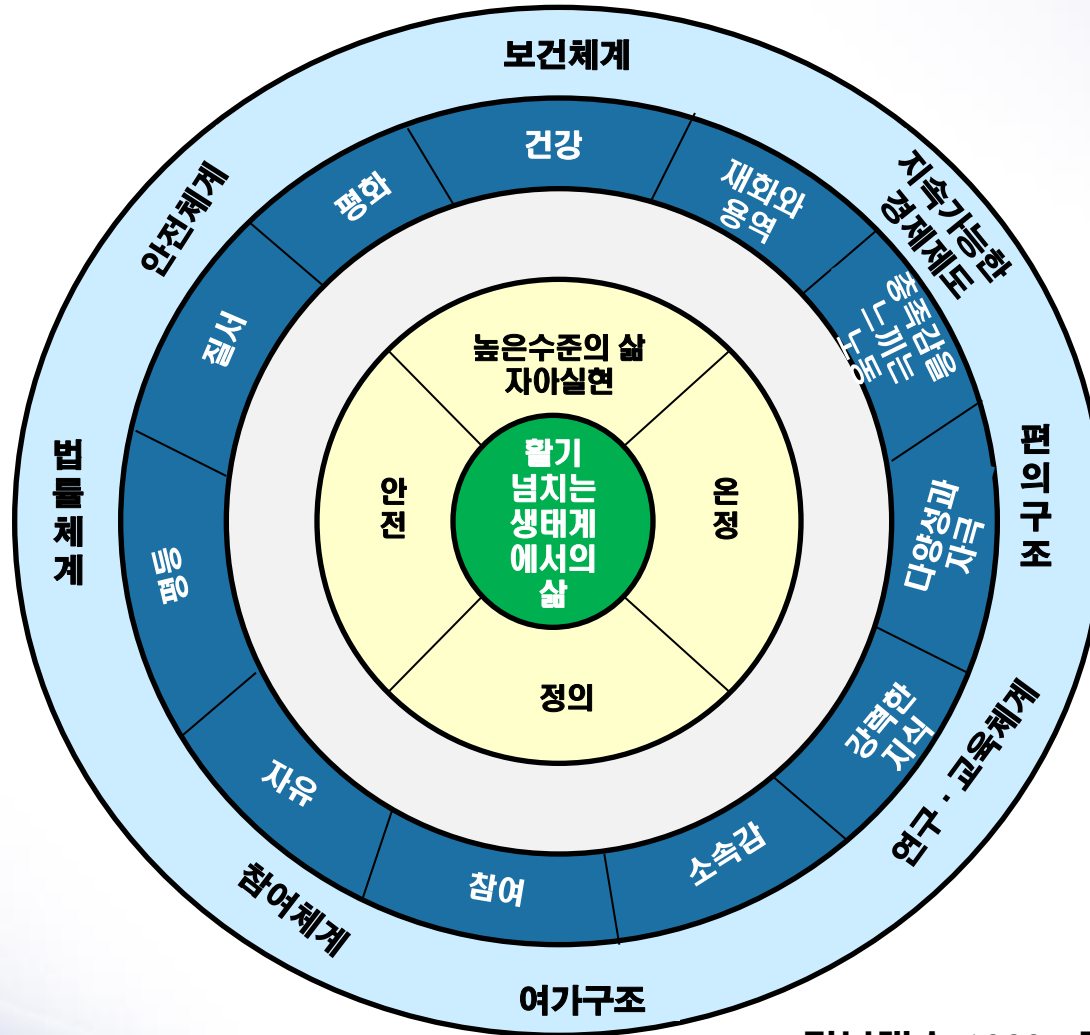 보건체계
지속가능한
경제제도
편의구조
연구 · 교육체계
여가구조
참여체계
법률체계
안전체계
건강
재화와
용역
충족감을
느끼는
노동
다양성과
자극
강력한
지식
소속감
참여
자유
평등
질서
평화
높은수준의 삶
자아실현
온정
정의
안전
활기
넘치는
생태계
에서의
삶